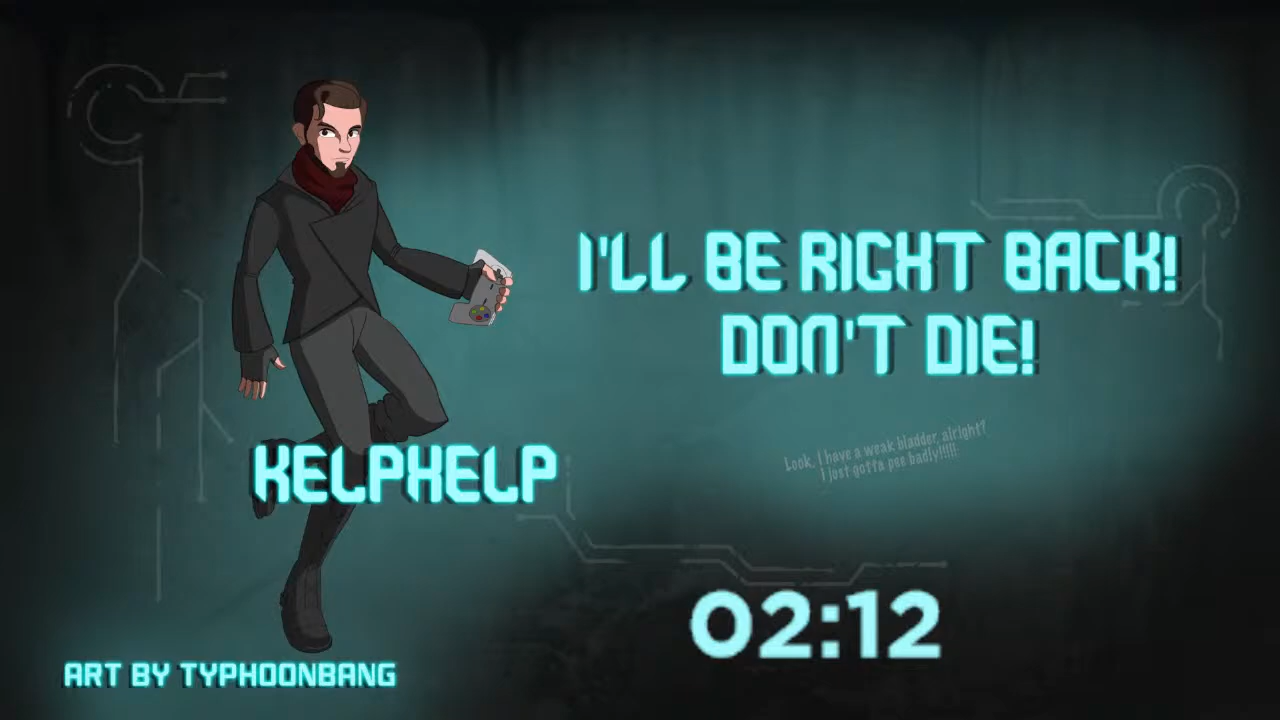 I'LL BE RIGHT BACK!
DON'T DIE!
Look, I have a weak bladder, alright?
I just gotta pee badly!!!!!
KELPHELP
02:12
ART BY TYPHOONBANG